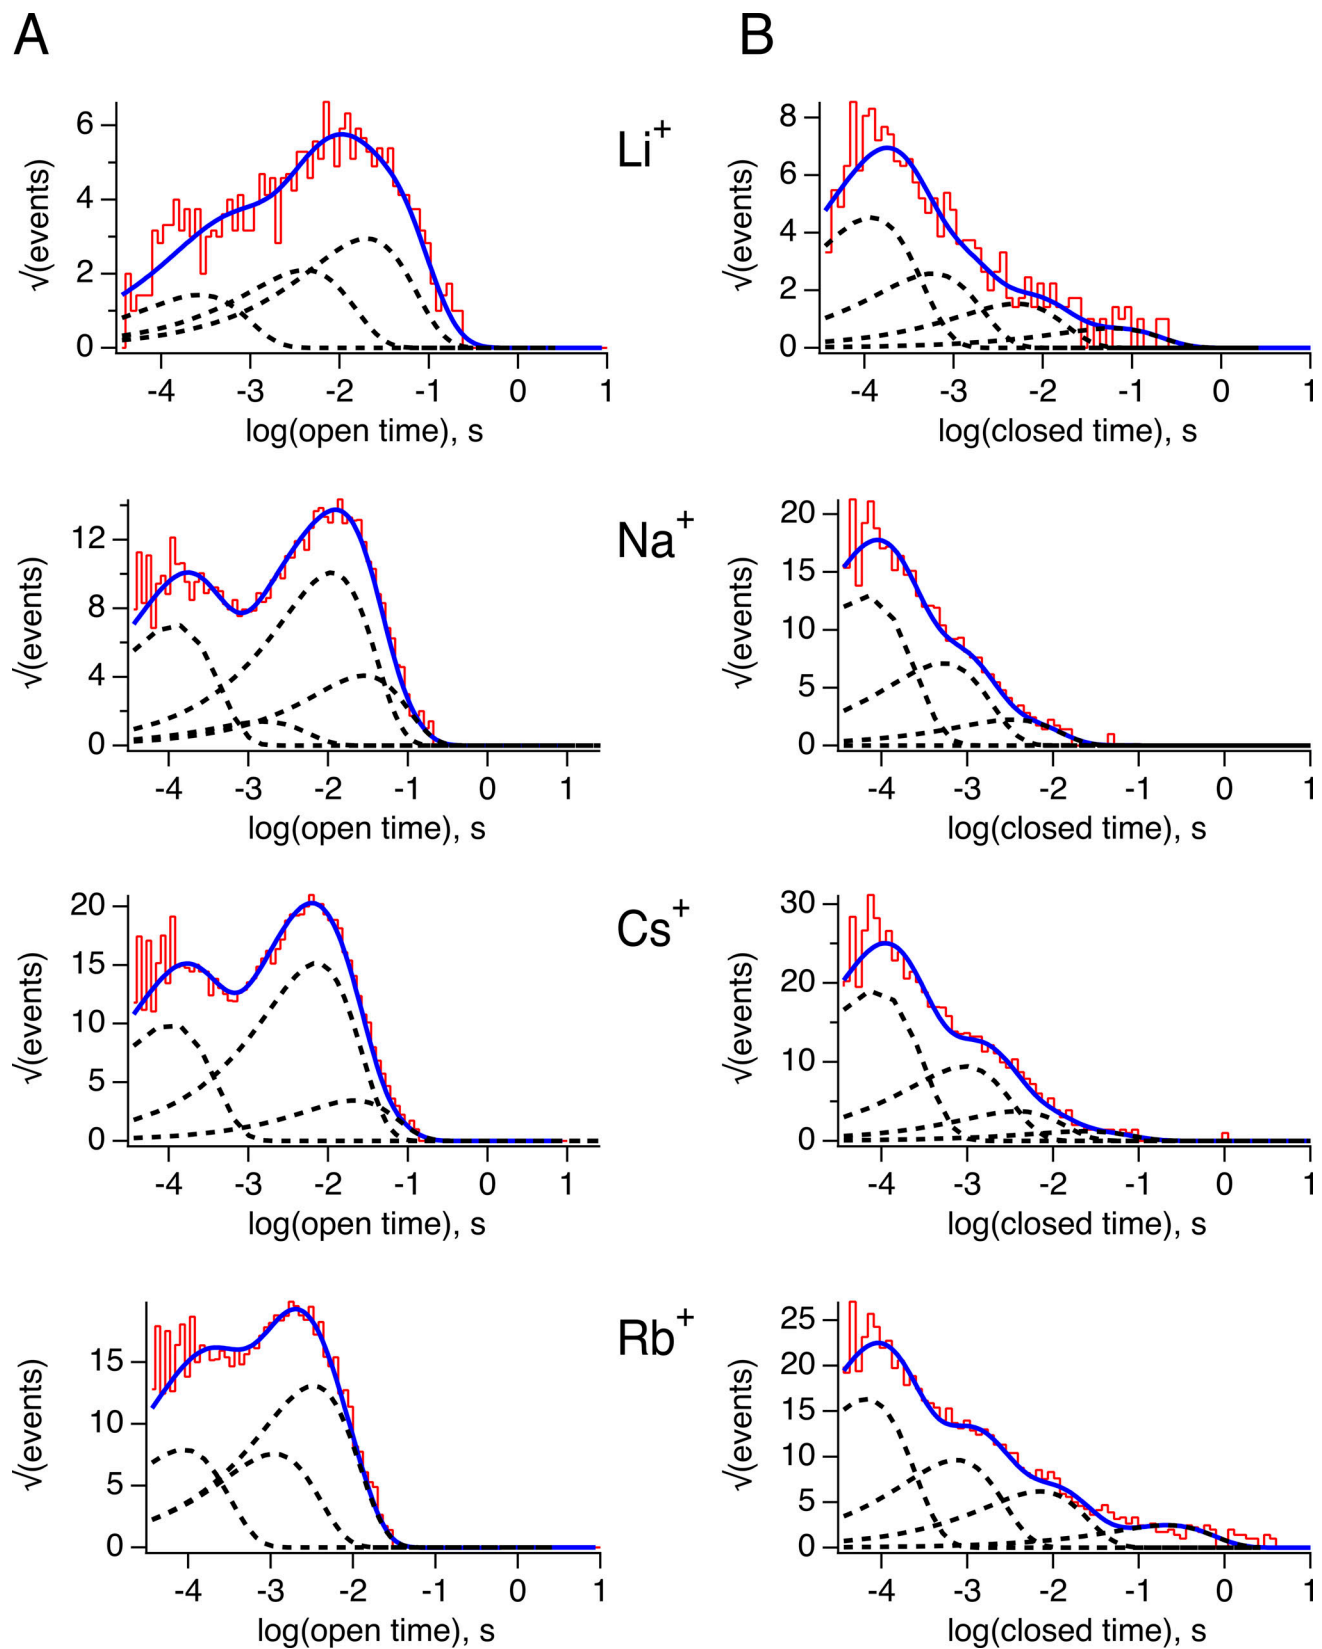 A
B
√(events)
6
4
2
0
-4 -3 -2 -1 0 1
log(open time), s
Li+
√(events)
8
6
4
2
0
-4 -3 -2 -1 0 1
log(closed time), s
√(events)
12
8
4
0
-4 -3 -2 -1 0 1
log(open time), s
Na+
√(events)
20
15
10
5
0
-4 -3 -2 -1 0 1
log(closed time), s
√(events)
20
15
10
5
0
-4 -3 -2 -1 0 1
log(open time), s
Cs+
√(events)
30
20
10
0
-4 -3 -2 -1 0 1
log(closed time), s
√(events)
15
10
5
0
-4 -3 -2 -1 0 1
log(open time), s
Rb+
√(events)
25
20
15
10
5
0
-4 -3 -2 -1 0 1
log(closed time), s